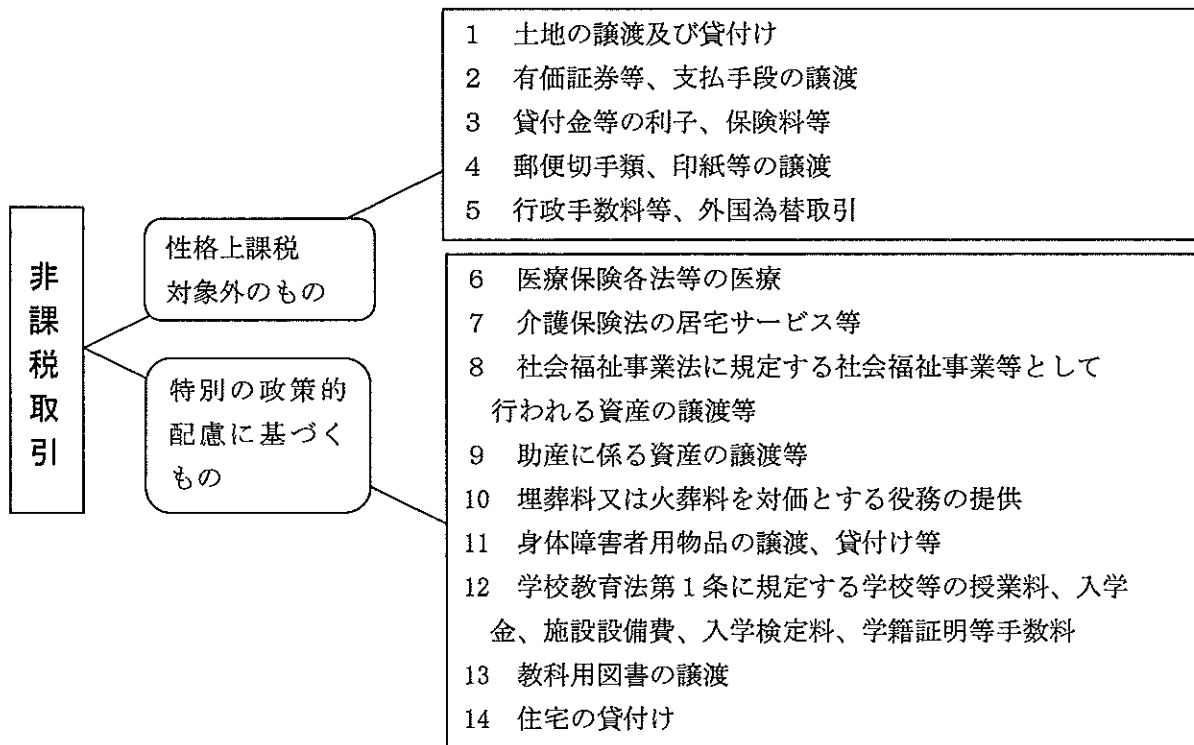 非課税取引
性格上課税
対象外のもの
特別の政策的
配慮に基づく
もの
1 土地の譲渡及び貸付け
2 有価証券等、支払手段の譲渡
3 貸付金等の利子、保険料等
4 郵便切手類、印紙等の譲渡
5 行政手数料等、外国為替取引
6 医療保険各法等の医療
7 介護保険法の居宅サービス等
8 社会福祉事業法に規定する社会福祉事業等として
行われる資産の譲渡等
9 助産に係る資産の譲渡等
10 埋葬料又は火葬料を対価とする役務の提供
11 身体障害者用物品の譲渡、貸付け等
12 学校教育法第1条に規定する学校等の授業料、入学
金、施設設備費、入学検定料、学籍証明等手数料
13 教科用図書の譲渡
14 住宅の貸付け